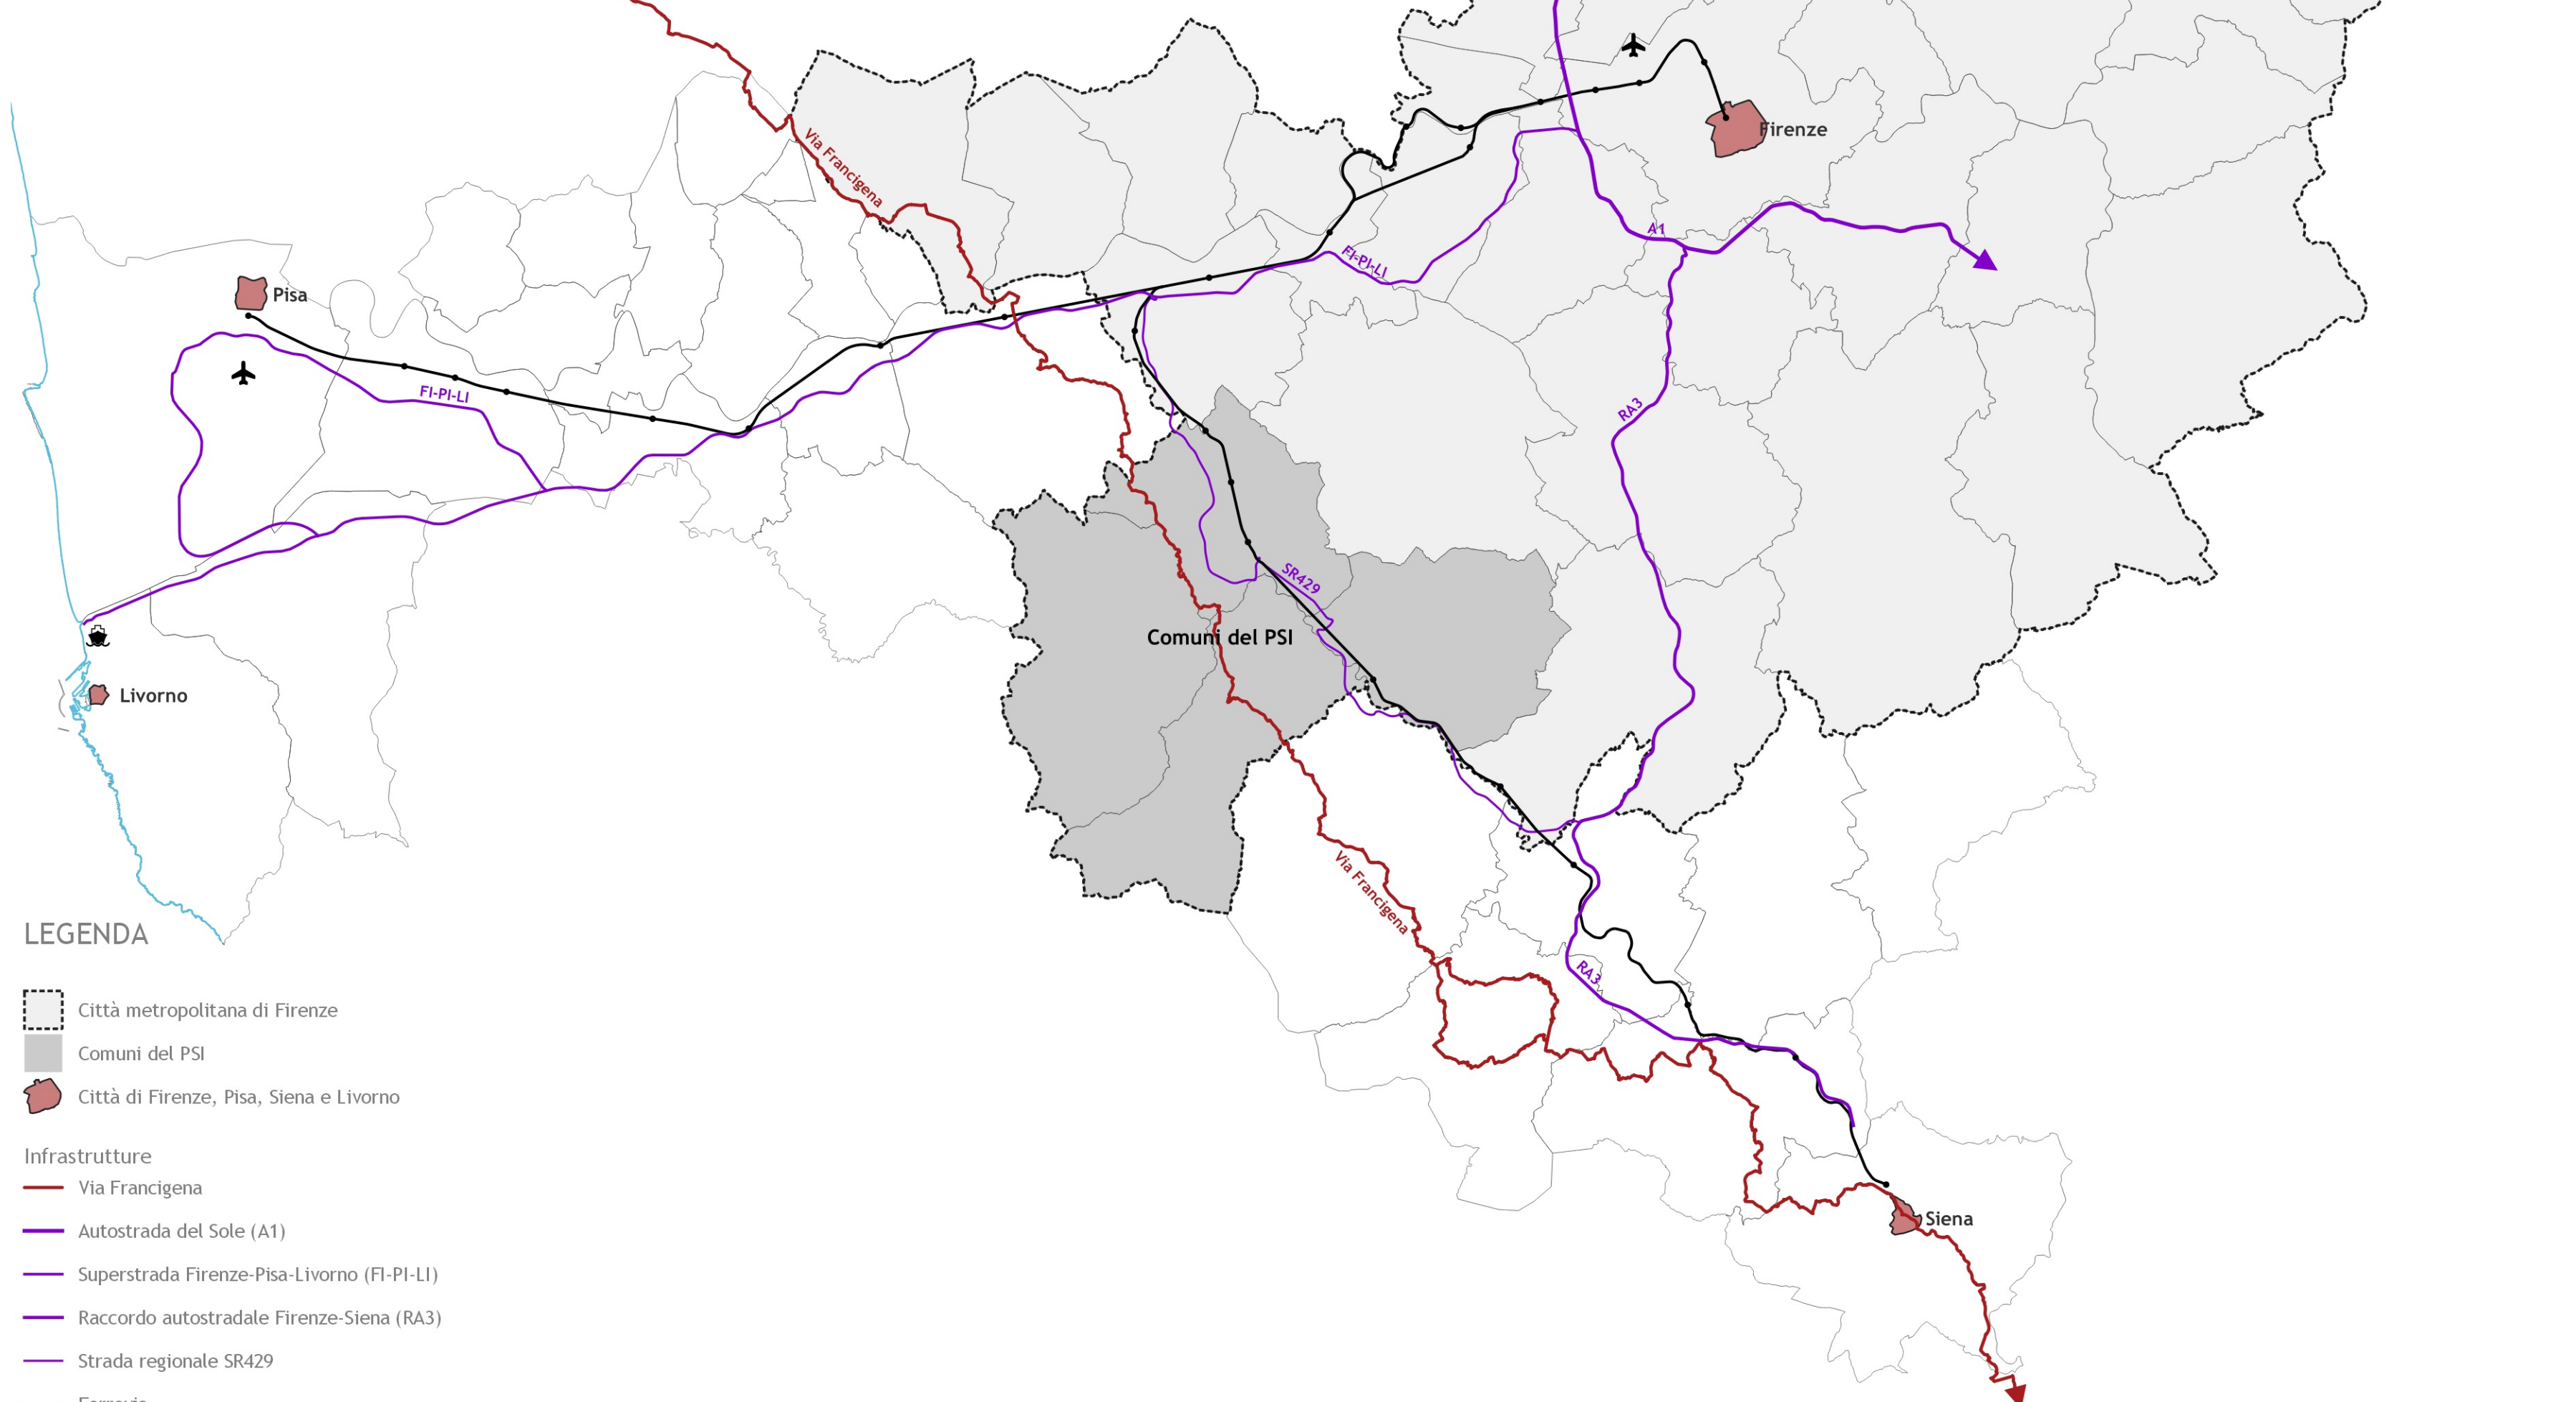 Via Francigena
Firenze
A1
FI-PI-LI
Pisa
FI-PI-LI
RA3
SR429
Comuni del PSI
Livorno
Via Francigena
RA3
Siena
LEGENDA
Città metropolitana di Firenze
Comuni del PSI
Città di Firenze, Pisa, Siena e Livorno
Infrastrutture
Via Francigena
Autostrada del Sole (A1)
Superstrada Firenze-Pisa-Livorno (FI-PI-LI)
Raccordo autostradale Firenze-Siena (RA3)
Strada regionale SR429